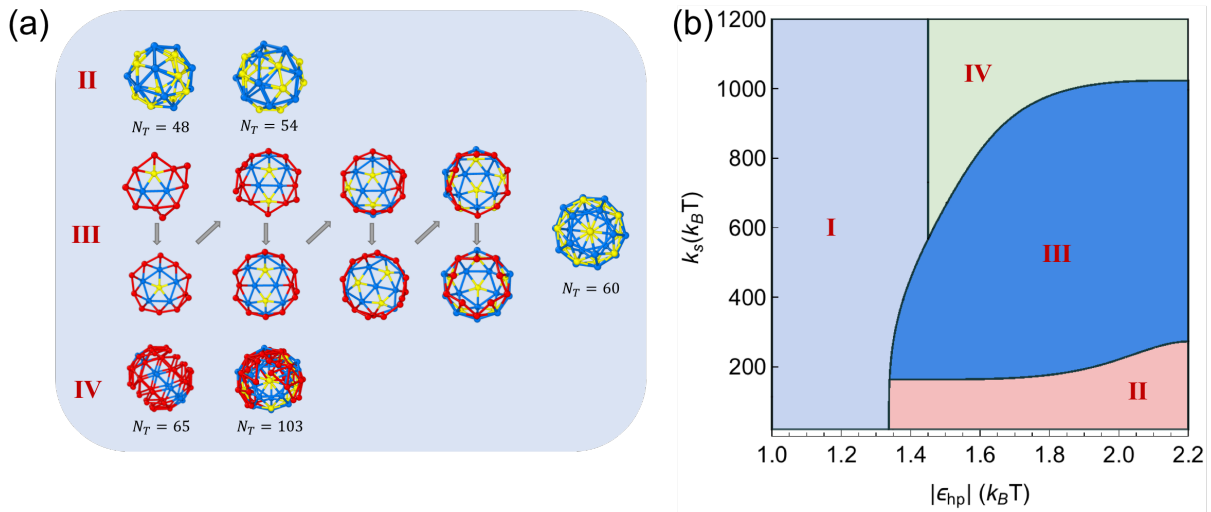 (a)
II
N_T = 48
N_T = 54
III
N_T = 60
IV
N_T = 65
N_T = 103
(b)
1200
1000
800
600
400
200
k_s(k_BT)
I
IV
III
II
1.0
1.2
1.4
1.6
1.8
2.0
2.2
|ϵ_hp| (k_BT)